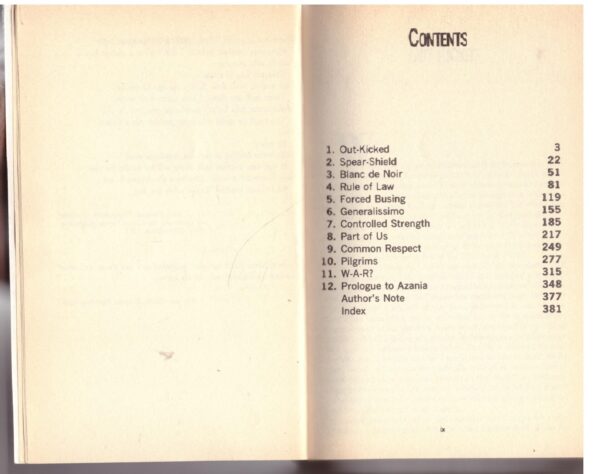 CONTENTS
1. Out-Kicked 3
2. Spear-Shield 22
3. Blanc de Noir 51
4. Rule of Law 81
5. Forced Busing 119
6. Generalissimo 155
7. Controlled Strength 185
8. Part of Us 217
9. Common Respect 249
10. Pilgrims 277
11. W-A-R? 315
12. Prologue to Azania 348
Author's Note 377
Index 381
ix